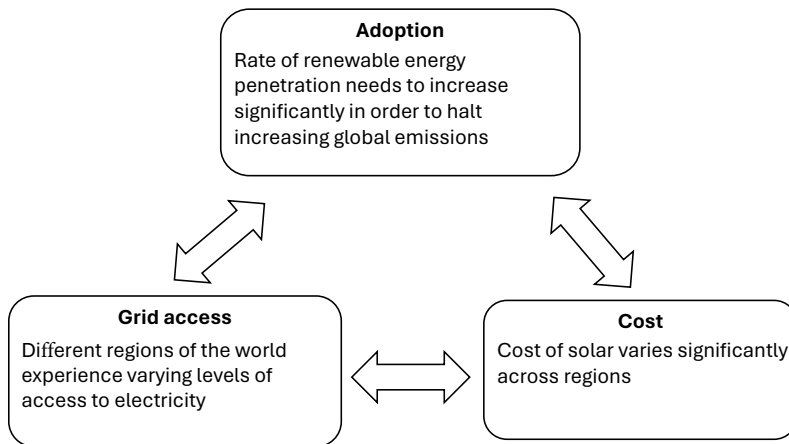 Adoption
Rate of renewable energy
penetration needs to increase
significantly in order to halt
increasing global emissions
Grid access
Different regions of the world
experience varying levels of
access to electricity
Cost
Cost of solar varies significantly
across regions